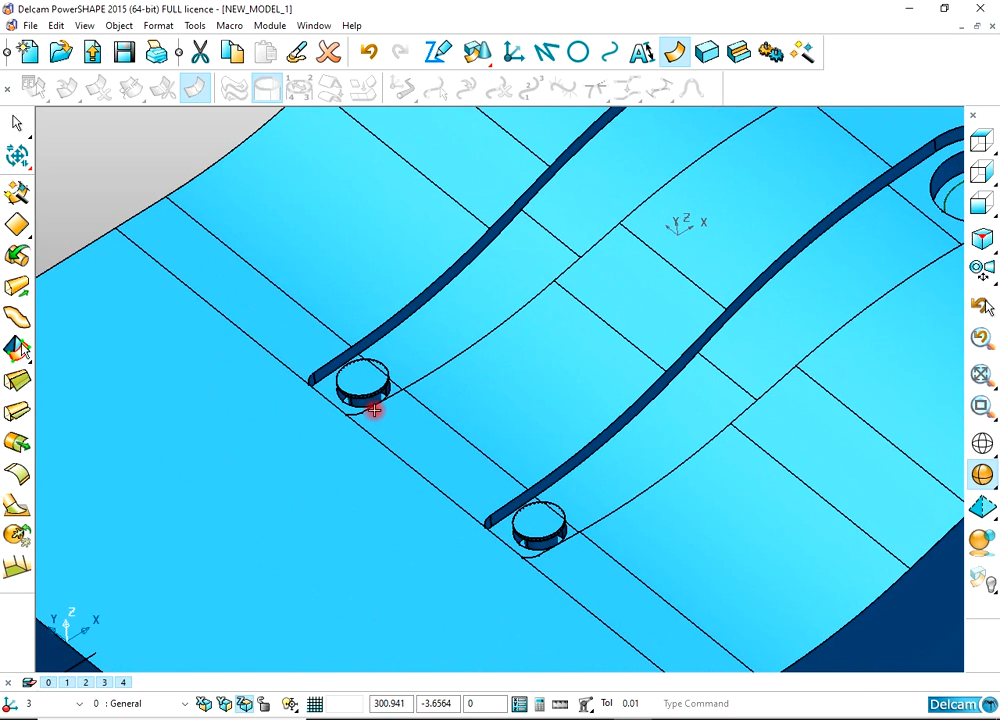 Delcam PowerSHAPE 2015 (64-bit) FULL licence - [NEW_MODEL_1]
File Edit View Object Format Tools Macro Module Window Help
Y Z X
Z
Y X
0 1 2 3 4
3 0 : General 300.941 -3.6564 0 Tol 0.01 Type Command Delcam